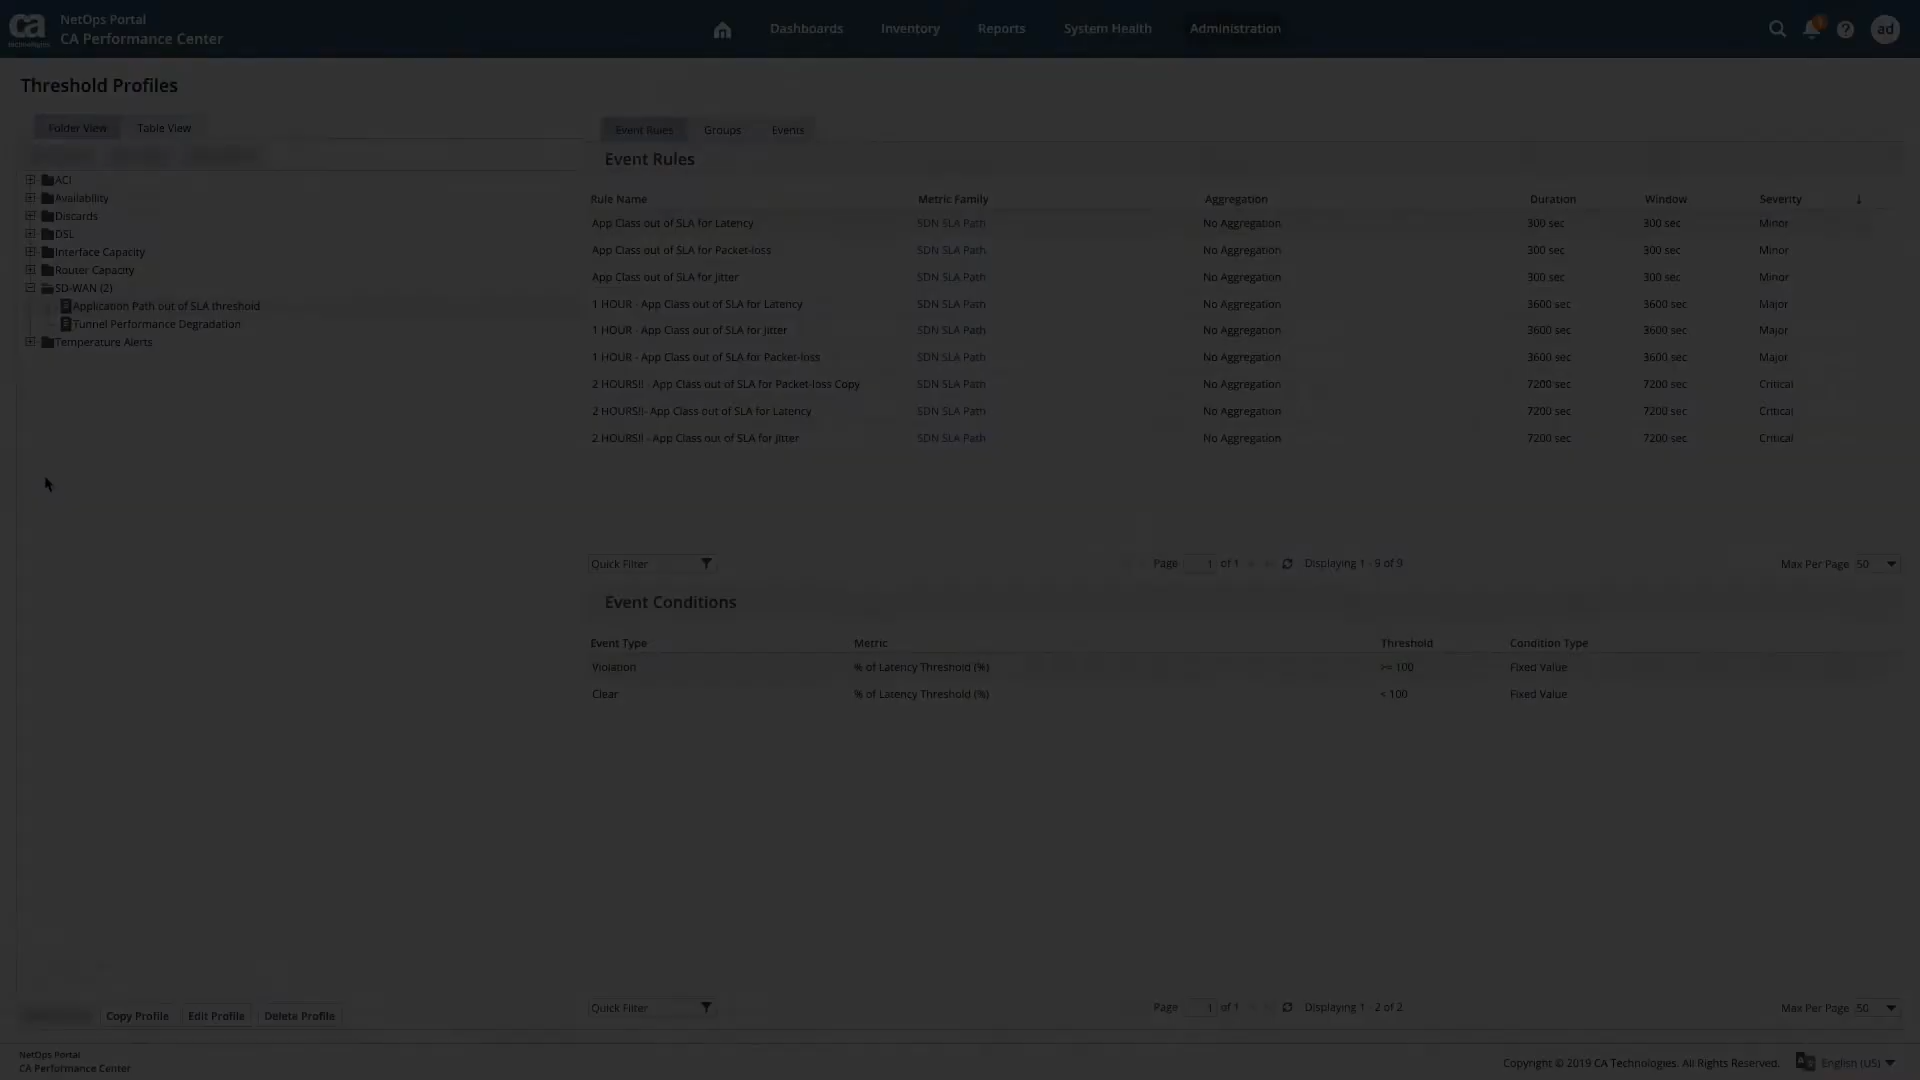 ca
technologies
NetOps Portal
CA Performance Center
Dashboards
Inventory
Reports
System Health
Administration
ad
Threshold Profiles
Folder View
Table View
Event Rules
Groups
Events
Event Rules
ACI
Availability
Discards
DSL
Interface Capacity
Router Capacity
SD-WAN (2)
Application Path out of SLA threshold
Tunnel Performance Degradation
Temperature Alerts
Rule Name Metric Family Aggregation Duration Window Severity
App Class out of SLA for Latency SDN SLA Path No Aggregation 300 sec 300 sec Minor
App Class out of SLA for Packet-loss SDN SLA Path No Aggregation 300 sec 300 sec Minor
App Class out of SLA for Jitter SDN SLA Path No Aggregation 300 sec 300 sec Minor
1 HOUR - App Class out of SLA for Latency SDN SLA Path No Aggregation 3600 sec 3600 sec Major
1 HOUR - App Class out of SLA for Jitter SDN SLA Path No Aggregation 3600 sec 3600 sec Major
1 HOUR - App Class out of SLA for Packet-loss SDN SLA Path No Aggregation 3600 sec 3600 sec Major
2 HOURS!! - App Class out of SLA for Packet-loss Copy SDN SLA Path No Aggregation 7200 sec 7200 sec Critical
2 HOURS!!- App Class out of SLA for Latency SDN SLA Path No Aggregation 7200 sec 7200 sec Critical
2 HOURS!! - App Class out of SLA for Jitter SDN SLA Path No Aggregation 7200 sec 7200 sec Critical
Quick Filter
Page 1 of 1 Displaying 1 - 9 of 9
Max Per Page 50
Event Conditions
Event Type Metric Threshold Condition Type
Violation % of Latency Threshold (%) >= 100 Fixed Value
Clear % of Latency Threshold (%) < 100 Fixed Value
Copy Profile
Edit Profile
Delete Profile
Quick Filter
Page 1 of 1 Displaying 1 - 2 of 2
Max Per Page 50
NetOps Portal
CA Performance Center
Copyright © 2019 CA Technologies. All Rights Reserved.
English (US)